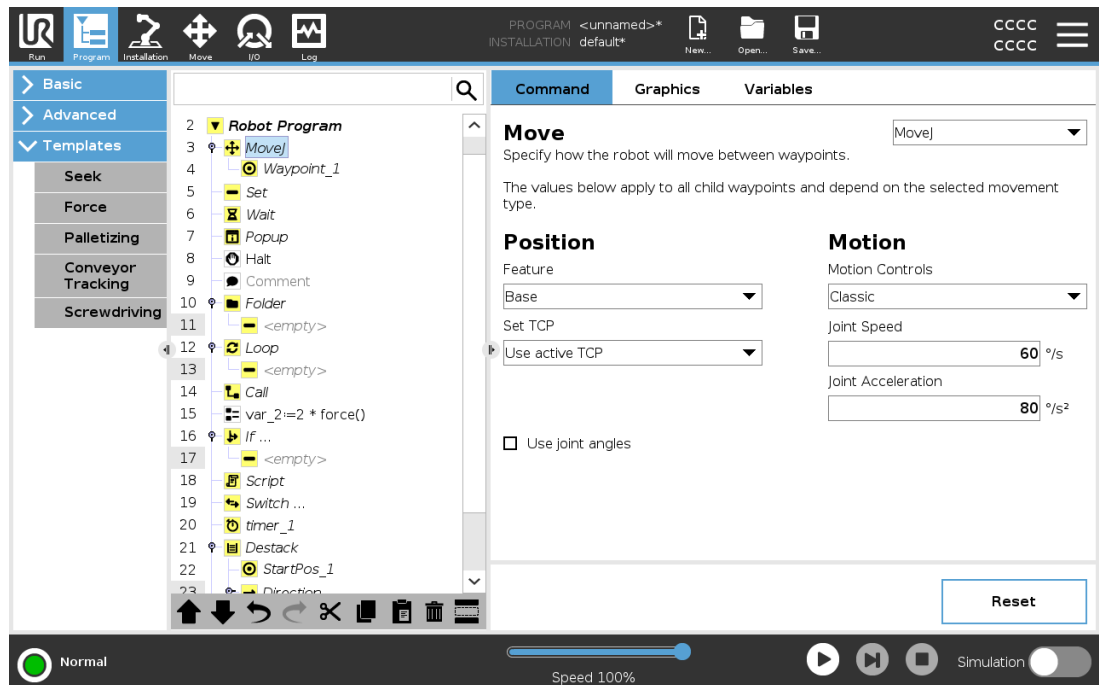 PROGRAM <unnamed>*
CCCC
INSTALLATION default*
CCCC
Run Program Installation Move I/O Log New... Open... Save...
Basic
Advanced
Templates
Seek
Force
Palletizing
Conveyor
Tracking
Screwdriving
2 Robot Program
3 MoveJ
4 Waypoint_1
5 Set
6 Wait
7 Popup
8 Halt
9 Comment
10 Folder
11 <empty>
12 Loop
13 <empty>
14 Call
15 var_2:=2 * force()
16 If ...
17 <empty>
18 Script
19 Switch ...
20 timer_1
21 Destack
22 StartPos_1
23 Direction
Command Graphics Variables
Move
MoveJ
Specify how the robot will move between waypoints.
The values below apply to all child waypoints and depend on the selected movement
type.
Position
Feature
Base
Set TCP
Use active TCP
Use joint angles
Motion
Motion Controls
Classic
Joint Speed
60 °/s
Joint Acceleration
80 °/s²
Reset
Normal
Speed 100%
Simulation